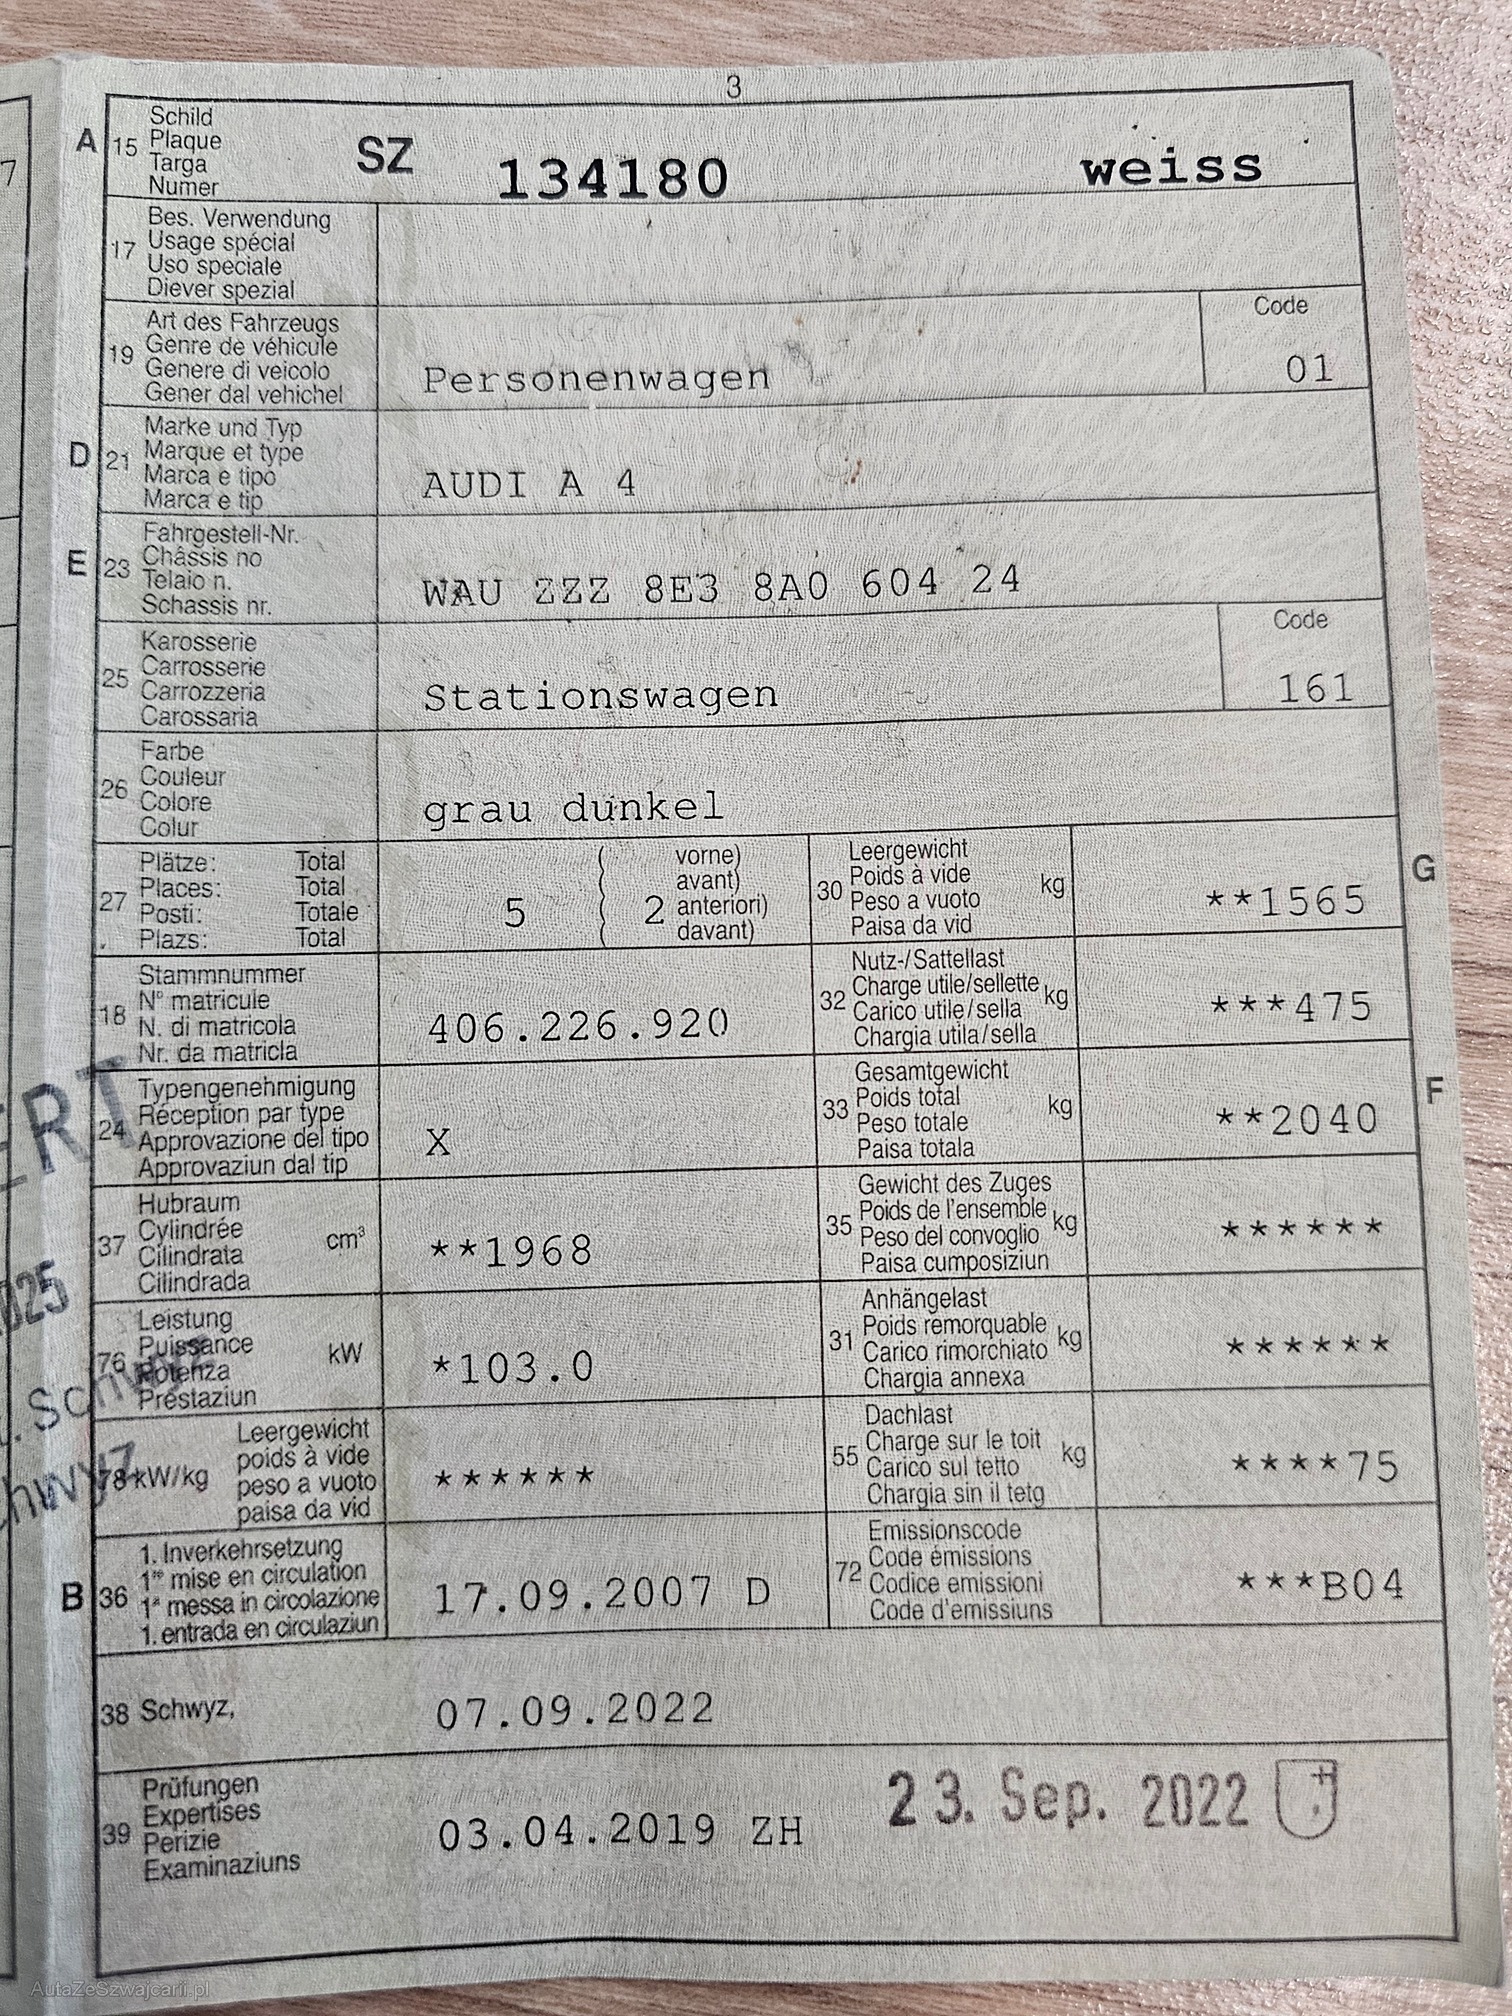 3
A 15 Schild
Plaque
Targa
Numer
SZ 134180 weiss
17 Bes. Verwendung
Usage spécial
Uso speciale
Diever spezial
19 Art des Fahrzeugs
Genre de véhicule
Genere di veicolo
Gener dal vehichel
Personenwagen
Code
01
D 21 Marke und Typ
Marque et type
Marca e tipo
Marca e tip
AUDI A 4
E 23 Fahrgestell-Nr.
Châssis no
Telaio n.
Schassis nr.
WAU ZZZ 8E3 8A0 604 24
25 Karosserie
Carrosserie
Carrozzeria
Carossaria
Stationswagen
Code
161
26 Farbe
Couleur
Colore
Colur
grau dunkel
27 Plätze: Total
Places: Total
Posti: Totale
Plazs: Total
5 ( 2 vorne)
avant)
anteriori)
davant)
30 Leergewicht
Poids à vide
Peso a vuoto
Paisa da vid
kg
**1565
G
18 Stammnummer
N° matricule
N. di matricola
Nr. da matricla
406.226.920
32 Nutz-/Sattellast
Charge utile/sellette
Carico utile/sella
Chargia utila/sella
kg
***475
24 Typengenehmigung
Réception par type
Approvazione del tipo
Approvaziun dal tip
X
33 Gesamtgewicht
Poids total
Peso totale
Paisa totala
kg
**2040
F
37 Hubraum
Cylindrée
Cilindrata
Cilindrada
cm³
**1968
35 Gewicht des Zuges
Poids de l'ensemble
Peso del convoglio
Paisa cumposiziun
kg
******
76 Leistung
Puissance
Potenza
Prestaziun
kW
*103.0
31 Anhängelast
Poids remorquable
Carico rimorchiato
Chargia annexa
kg
******
78 kW/kg Leergewicht
poids à vide
peso a vuoto
paisa da vid
******
55 Dachlast
Charge sur le toit
Carico sul tetto
Chargia sin il tetg
kg
****75
B 36 1. Inverkehrsetzung
1re mise en circulation
1a messa in circolazione
1. entrada en circulaziun
17.09.2007 D
72 Emissionscode
Code émissions
Codice emissioni
Code d'emissiuns
***B04
38 Schwyz,
07.09.2022
39 Prüfungen
Expertises
Perizie
Examinaziuns
03.04.2019 ZH
23. Sep. 2022
7
ERT
025
AutaZeSzwajcarii.pl